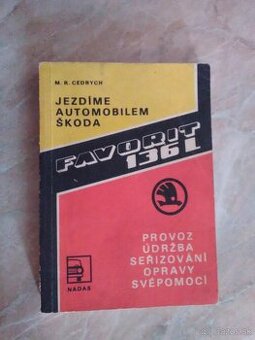 M. R. CEDRYCH
JEZDÍME
AUTOMOBILEM
ŠKODA
FAVORIT
136 L
PROVOZ
ÚDRŽBA
SEŘIZOVÁNÍ
OPRAVY
SVÉPOMOCÍ
NADAS